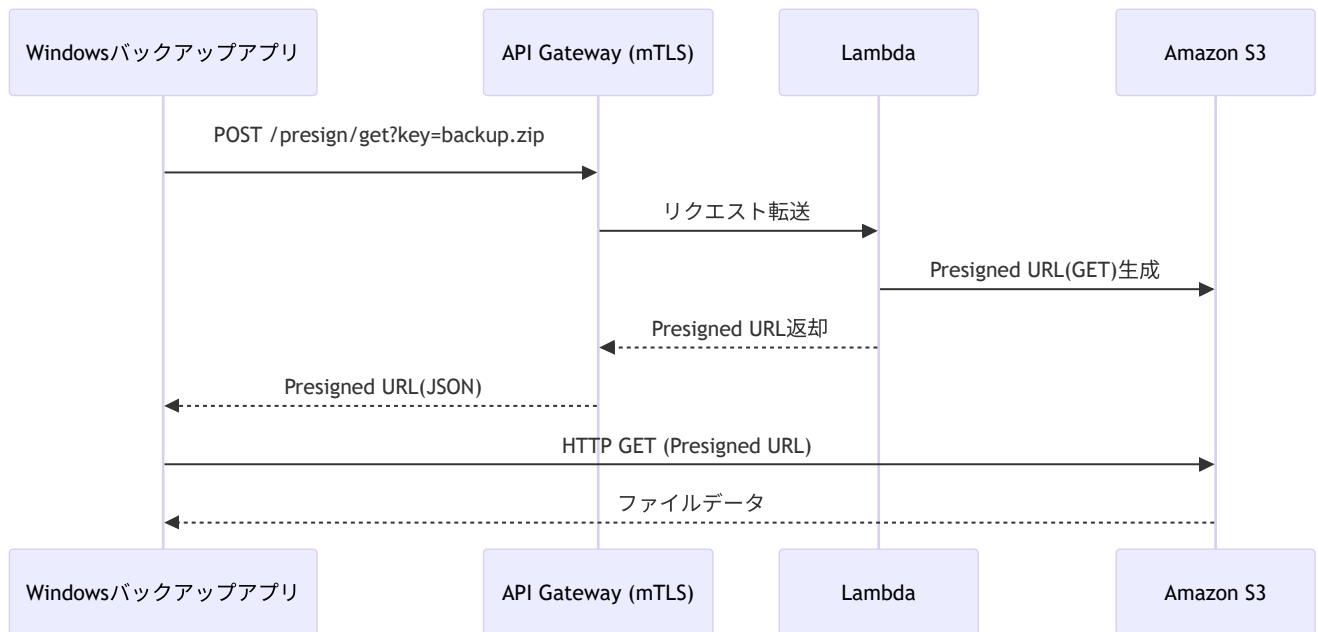 Windowsバックアップアプリ
API Gateway (mTLS)
Lambda
Amazon S3
POST /presign/get?key=backup.zip
リクエスト転送
Presigned URL(GET)生成
Presigned URL返却
Presigned URL(JSON)
HTTP GET (Presigned URL)
ファイルデータ
Windowsバックアップアプリ
API Gateway (mTLS)
Lambda
Amazon S3